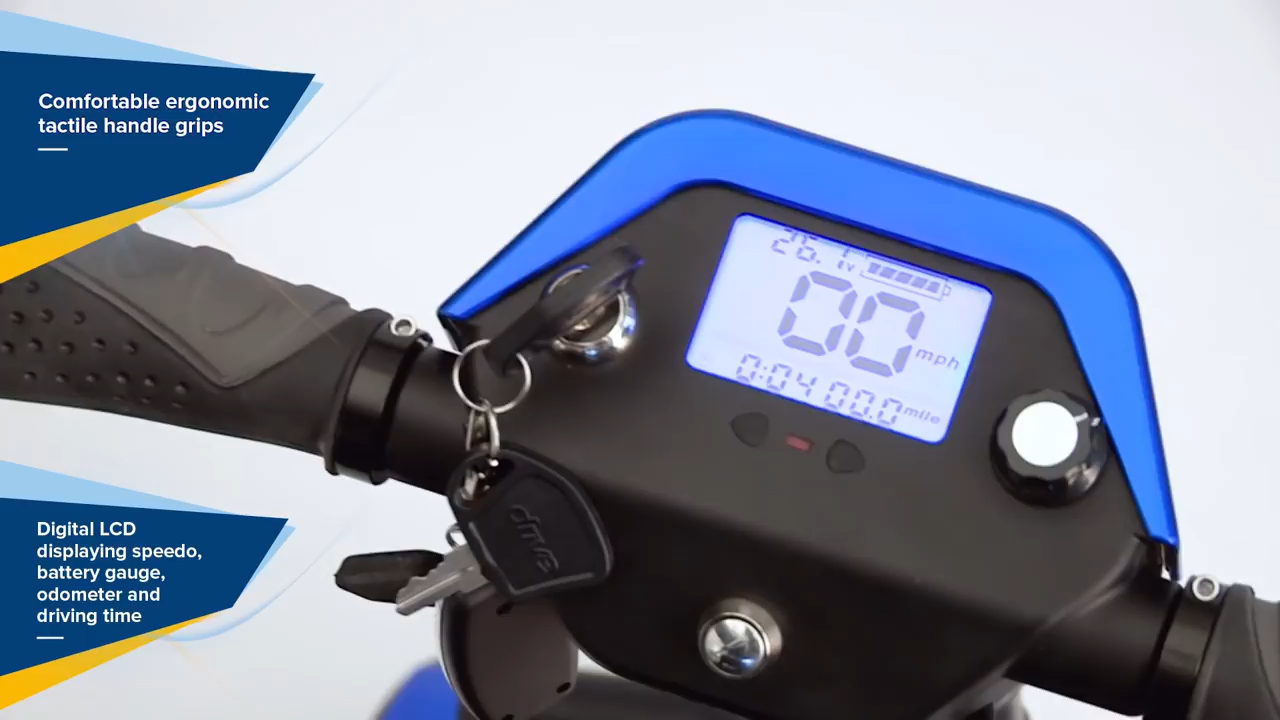 Comfortable ergonomic
tactile handle grips
26.1v
00 mph
0:04 00.0 mile
drive
Digital LCD
displaying speedo,
battery gauge,
odometer and
driving time